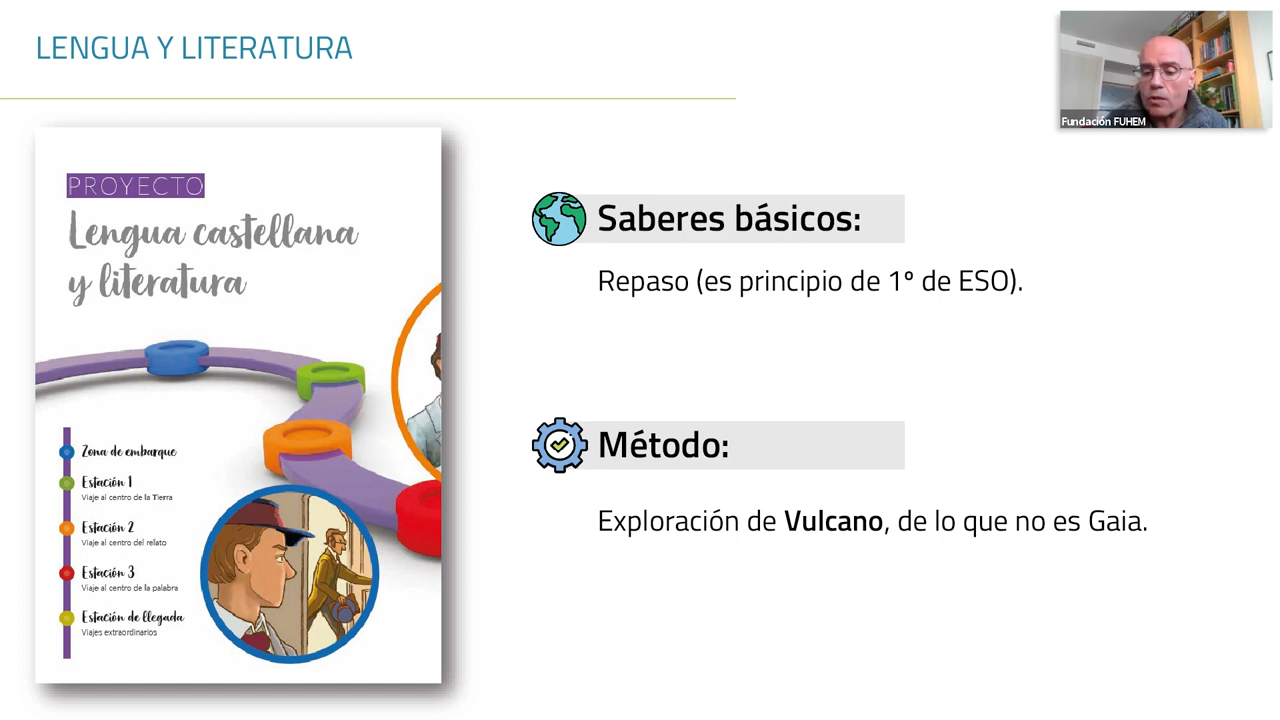 LENGUA Y LITERATURA
Fundación FUHEM
PROYECTO
Lengua castellana
y literatura
Zona de embarque
Estación 1
Viaje al centro de la Tierra
Estación 2
Viaje al centro del relato
Estación 3
Viaje al centro de la palabra
Estación de llegada
Viajes extraordinarios
Saberes básicos:
Repaso (es principio de 1º de ESO).
Método:
Exploración de Vulcano, de lo que no es Gaia.